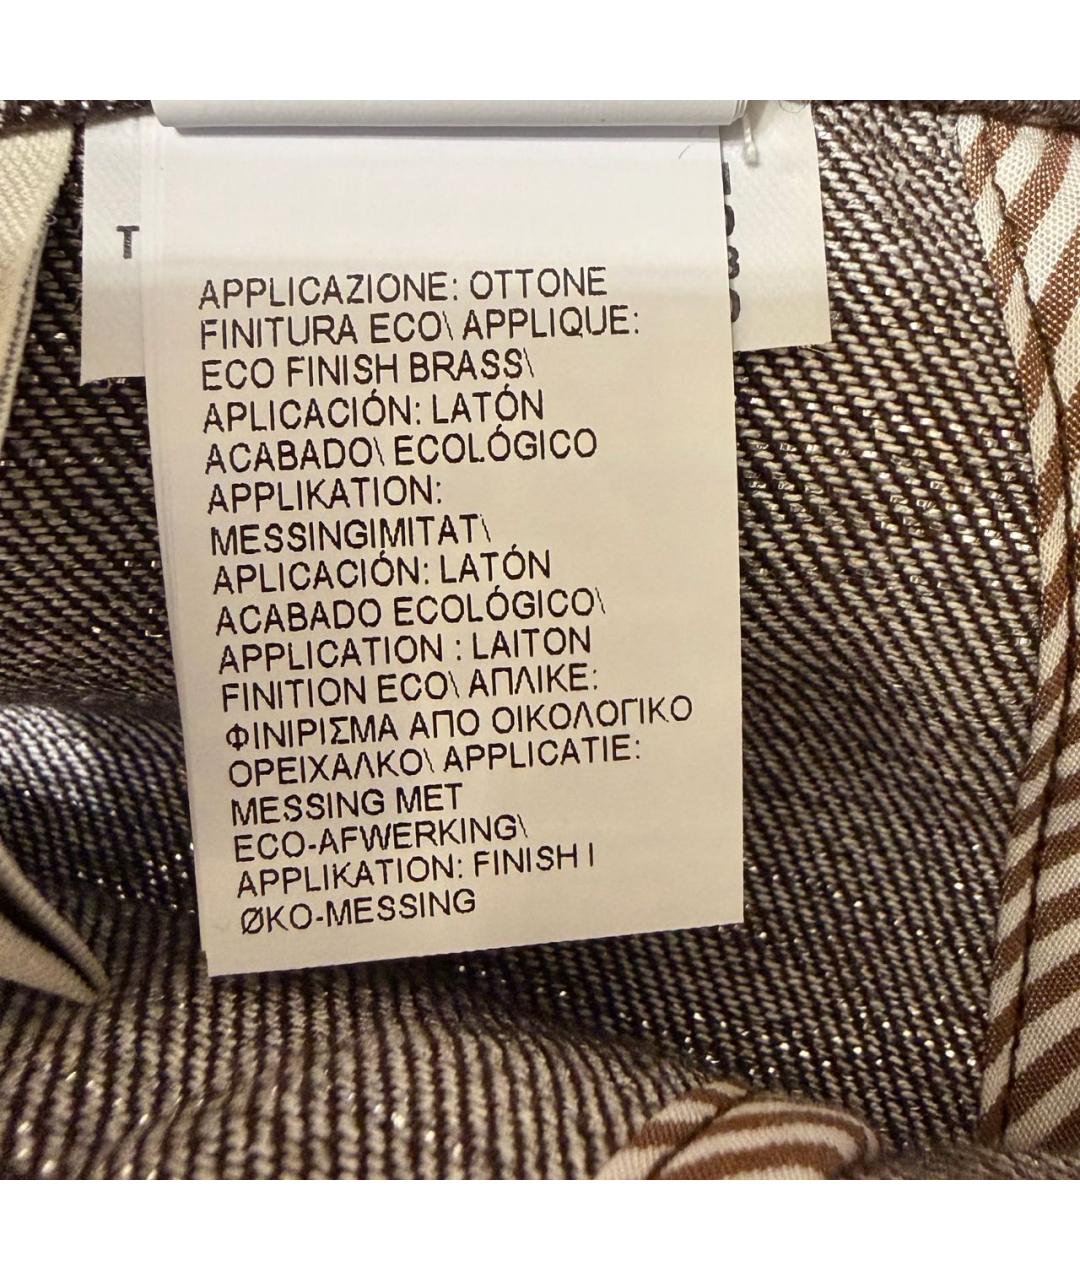 APPLICAZIONE: OTTONE
FINITURA ECO\ APPLIQUE:
ECO FINISH BRASS\
APLICACIÓN: LATÓN
ACABADO\ ECOLÓGICO
APPLIKATION:
MESSINGIMITAT\
APLICACIÓN: LATÓN
ACABADO ECOLÓGICO\
APPLICATION : LAITON
FINITION ECO\ ΑΠΛΙΚΕ:
ΦΙΝΙΡΙΣΜΑ ΑΠΟ ΟΙΚΟΛΟΓΙΚΟ
ΟΡΕΙΧΑΛΚΟ\ APPLICATIE:
MESSING MET
ECO-AFWERKING\
APPLIKATION: FINISH I
ØKO-MESSING
T